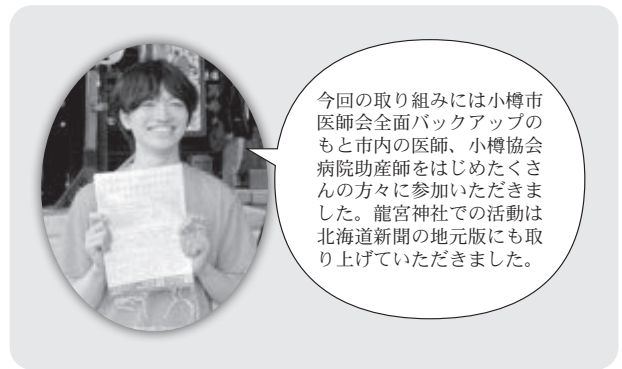 今回の取り組みには小樽市
医師会全面バックアップの
もと市内の医師、小樽協会
病院助産師をはじめたくさ
んの方々に参加いただきま
した。龍宮神社での活動は
北海道新聞の地元版にも取
り上げていただきました。